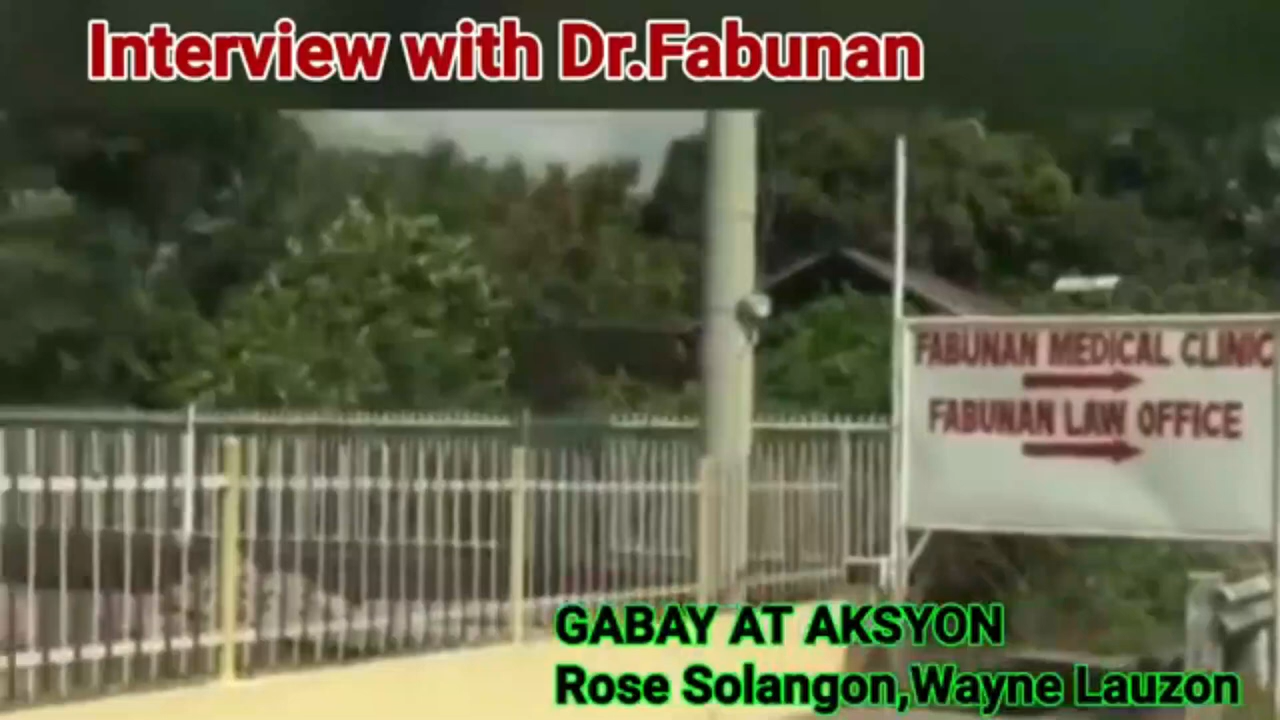 Interview with Dr.Fabunan
FABUNAN MEDICAL CLINIC
FABUNAN LAW OFFICE
GABAY AT AKSYON
Rose Solangon,Wayne Lauzon